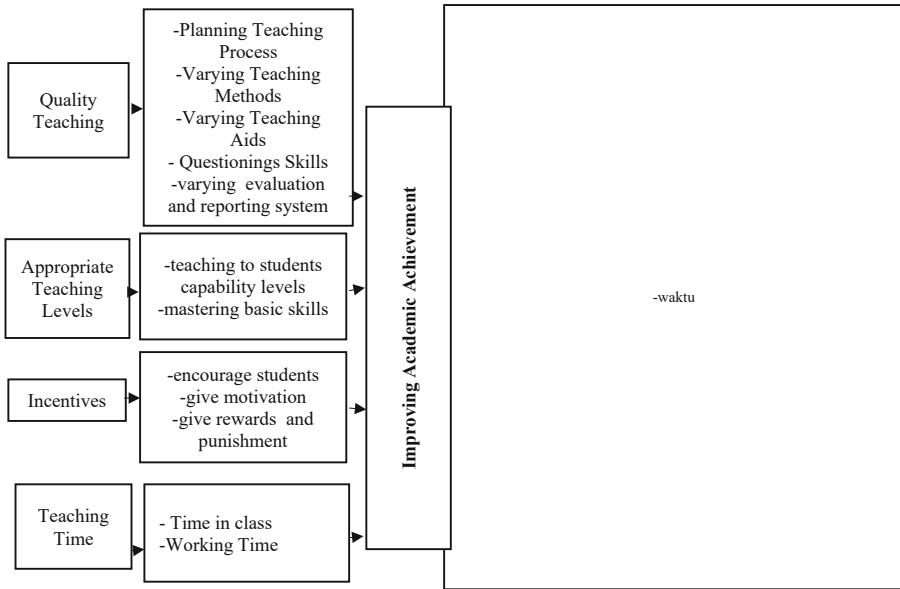 Quality
Teaching
-Planning Teaching
Process
-Varying Teaching
Methods
-Varying Teaching
Aids
- Questionings Skills
-varying evaluation
and reporting system
Appropriate
Teaching
Levels
-teaching to students
capability levels
-mastering basic skills
Incentives
-encourage students
-give motivation
-give rewards and
punishment
Teaching
Time
- Time in class
-Working Time
Improving Academic Achievement
-waktu